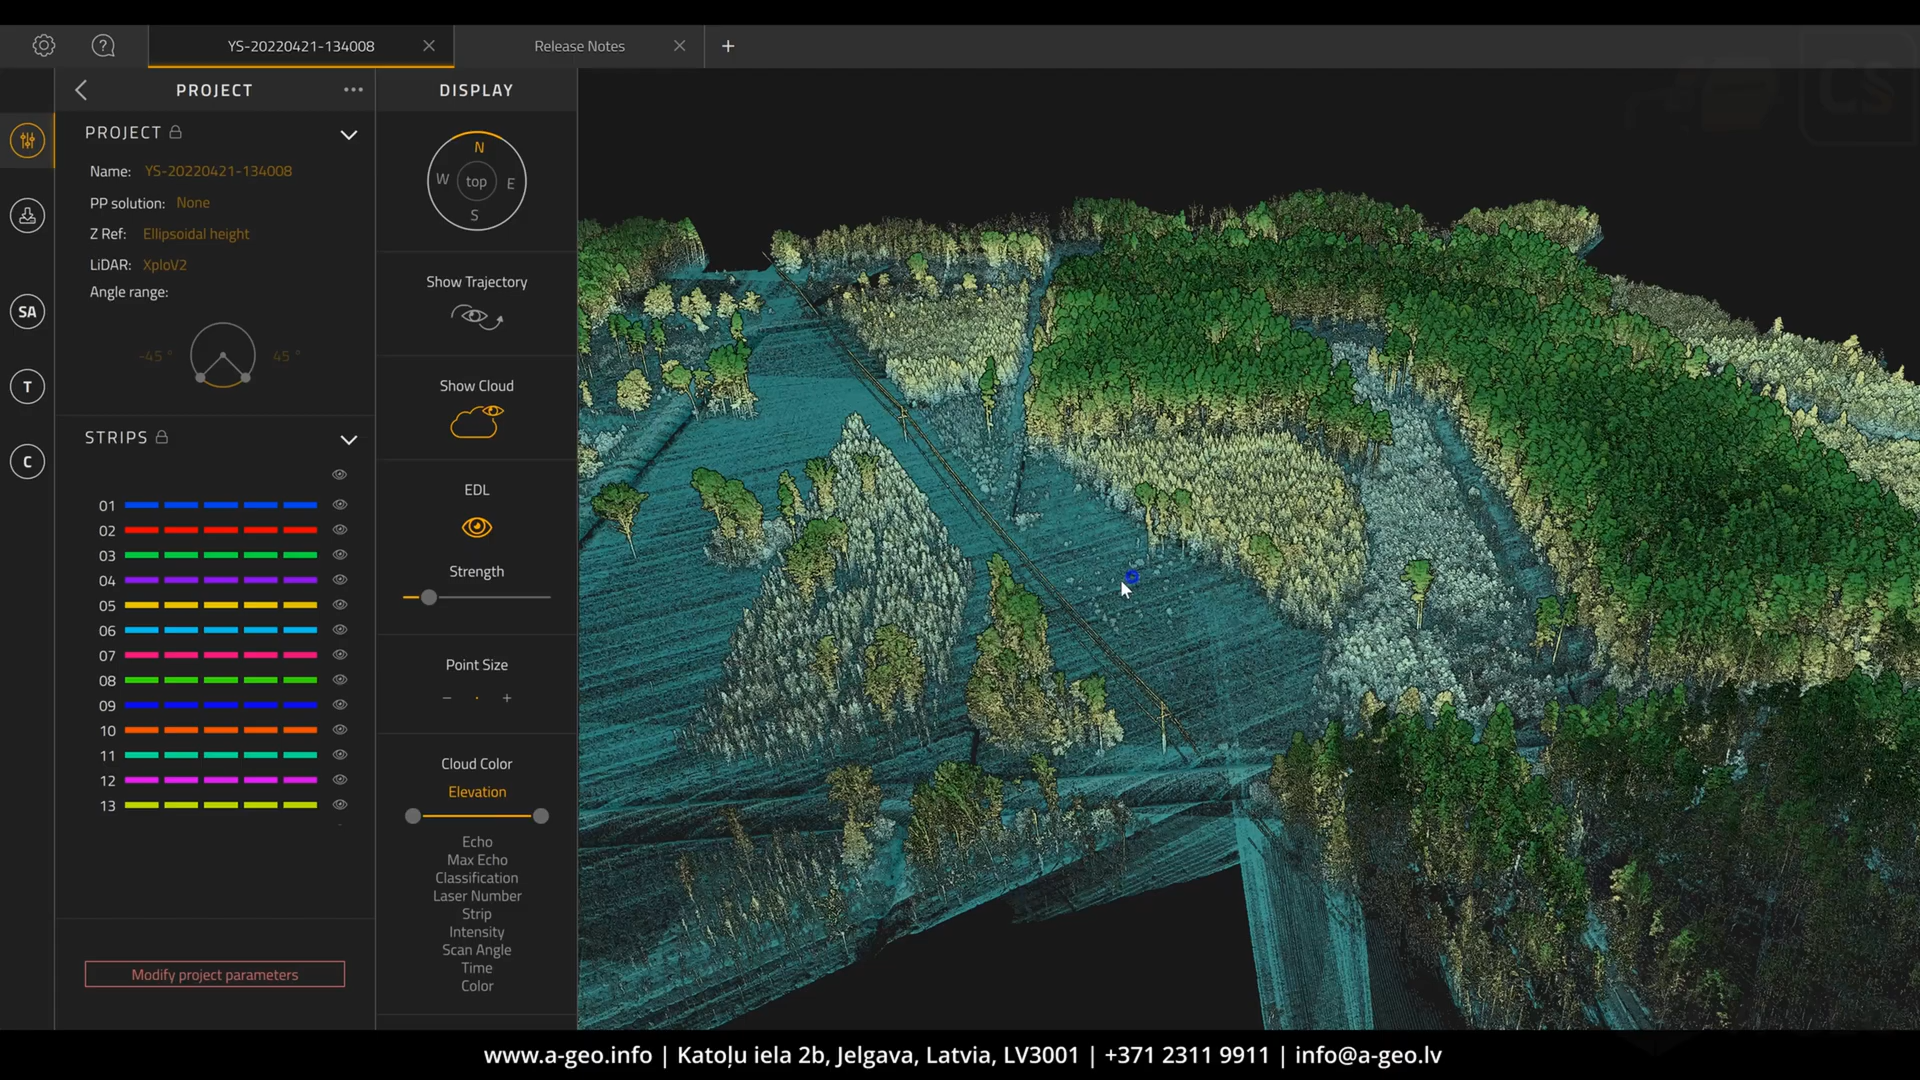 YS-20220421-134008
Release Notes
PROJECT
DISPLAY
PROJECT
Name: YS-20220421-134008
PP solution: None
Z Ref: Ellipsoidal height
LiDAR: XploV2
Angle range:
-45 °
45 °
STRIPS
01
02
03
04
05
06
07
08
09
10
11
12
13
Modify project parameters
SA
T
C
N
W
top
E
S
Show Trajectory
Show Cloud
EDL
Strength
Point Size
Cloud Color
Elevation
Echo
Max Echo
Classification
Laser Number
Strip
Intensity
Scan Angle
Time
Color
CS
www.a-geo.info | Katoļu iela 2b, Jelgava, Latvia, LV3001 | +371 2311 9911 | info@a-geo.lv